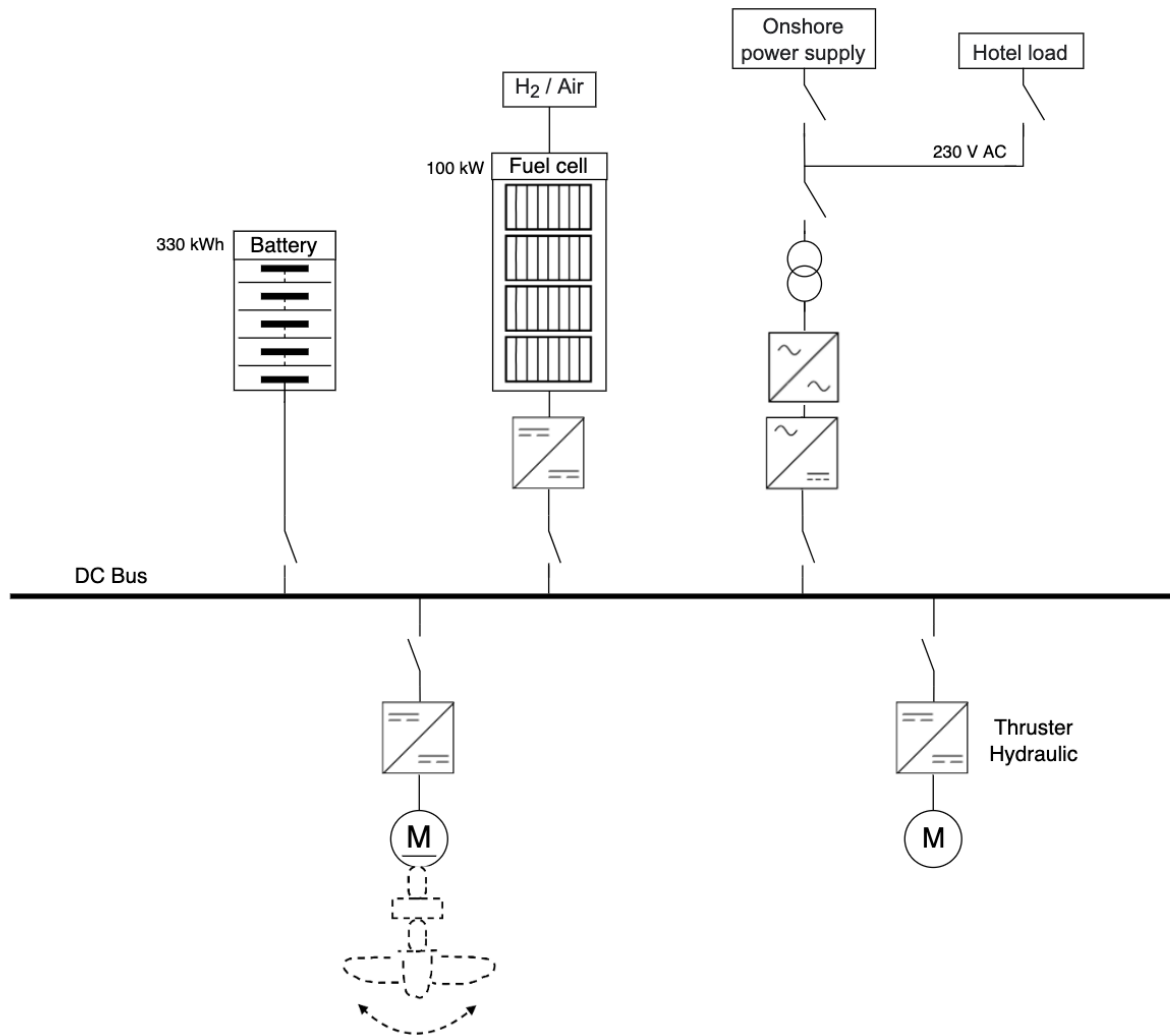 Onshore
power supply
Hotel load
H₂ / Air
230 V AC
100 kW
Fuel cell
330 kWh
Battery
DC Bus
Thruster
Hydraulic
M
M